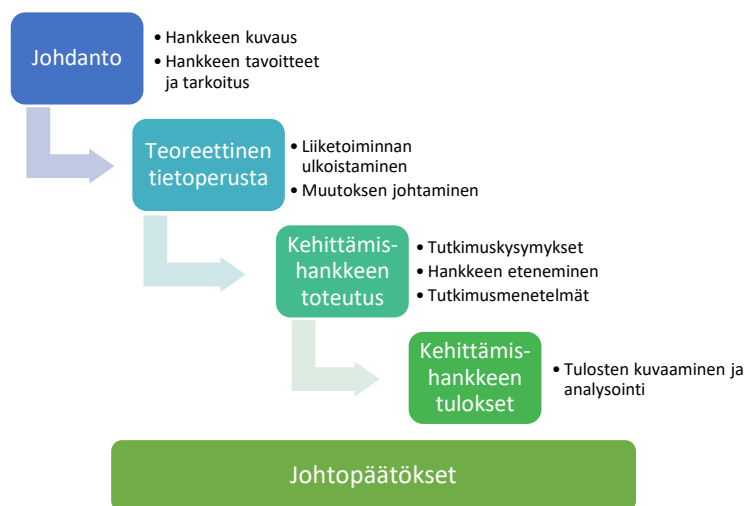 Johdanto
• Hankkeen kuvaus
• Hankkeen tavoitteet
ja tarkoitus
Teoreettinen
tietoperusta
• Liiketoiminnan
ulkoistaminen
• Muutoksen johtaminen
Kehittämis-
hankkeen
toteutus
• Tutkimuskysymykset
• Hankkeen eteneminen
• Tutkimusmenetelmät
Kehittämis-
hankkeen
tulokset
• Tulosten kuvaaminen ja
analysointi
Johtopäätökset